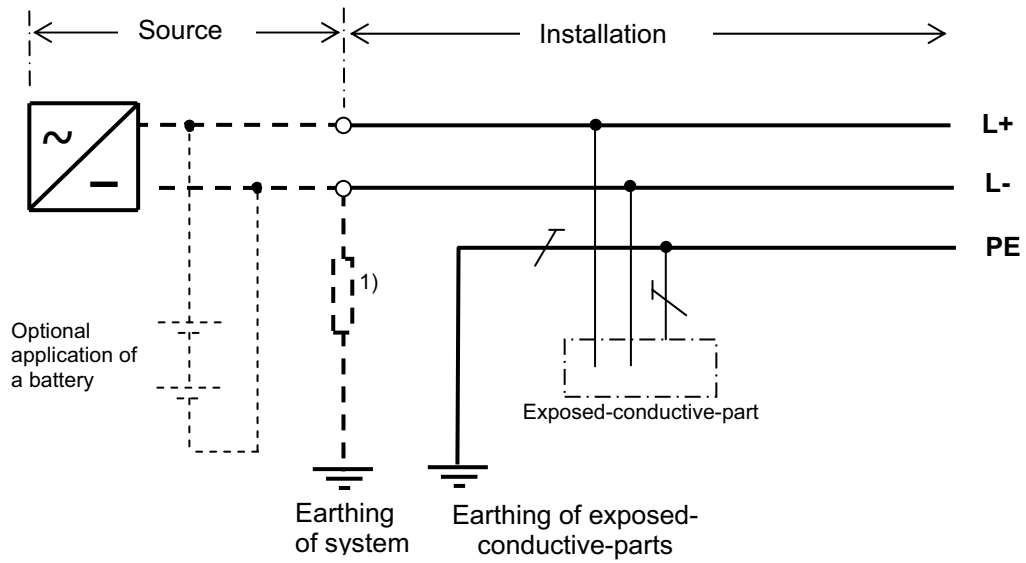 Source
Installation
L+
L-
PE
1)
Optional
application of
a battery
Exposed-conductive-part
Earthing
of system
Earthing of exposed-
conductive-parts